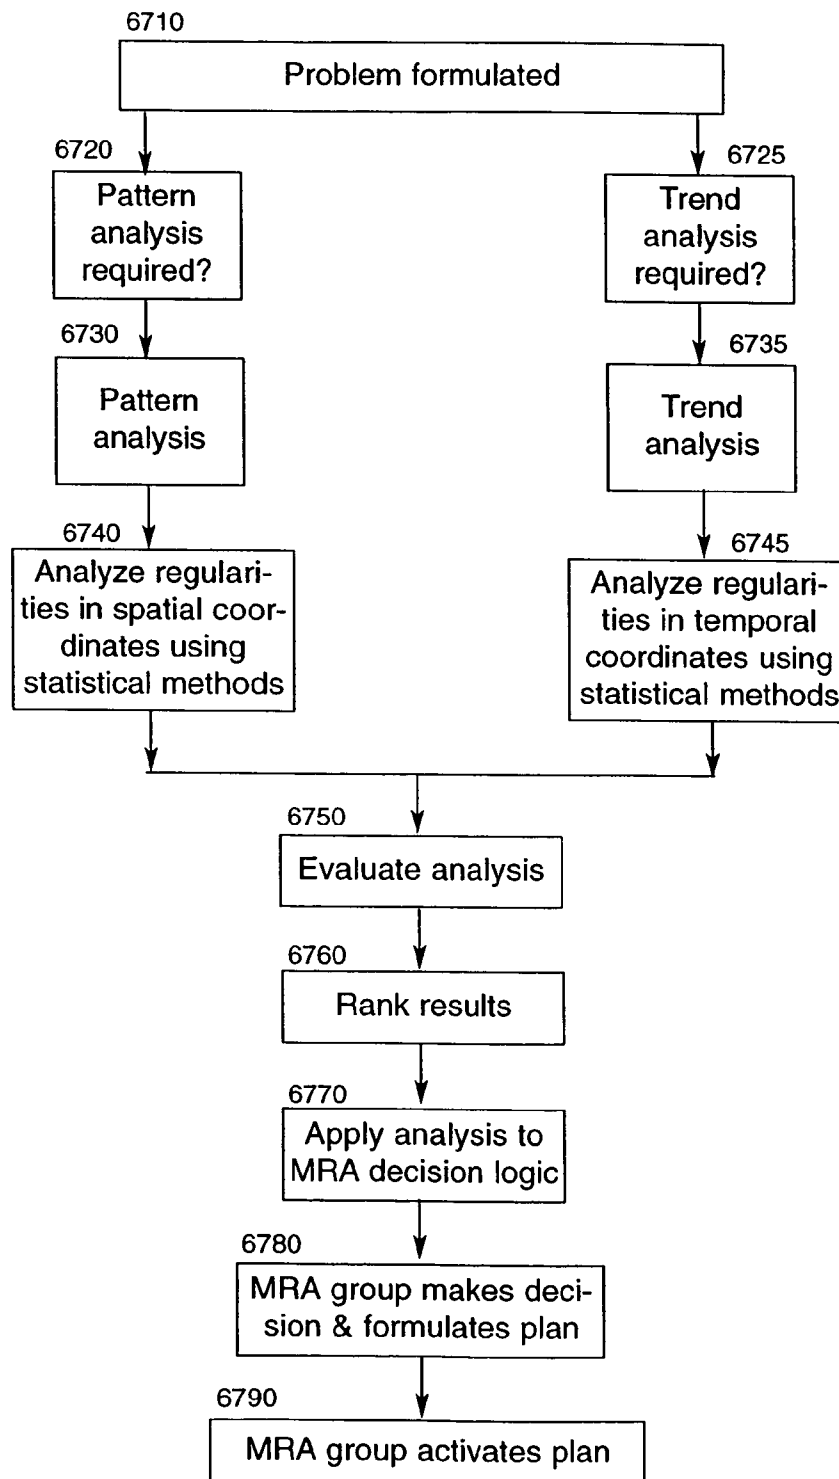 6710
Problem formulated
6720
Pattern
analysis
required?
6725
Trend
analysis
required?
6730
Pattern
analysis
6735
Trend
analysis
6740
Analyze regulari-
ties in spatial coor-
dinates using
statistical methods
6745
Analyze regulari-
ties in temporal
coordinates using
statistical methods
6750
Evaluate analysis
6760
Rank results
6770
Apply analysis to
MRA decision logic
6780
MRA group makes deci-
sion & formulates plan
6790
MRA group activates plan